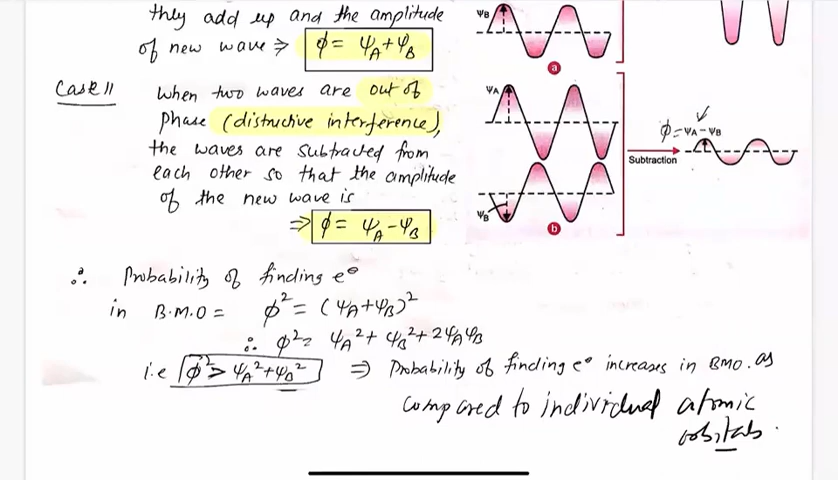 they add up and the amplitude
of new wave ⇒ ϕ = ψA + ψB
Case II
When two waves are out of
phase (distructive interference),
the waves are subtracted from
each other so that the amplitude
of the new wave is
⇒ ϕ = ψA - ψB
ψB
a
ψA
ψB
b
Subtraction
ϕ = ψA - ψB
∴ Probability of finding e⊖
in B.M.O = ϕ² = (ψA+ψB)²
∴ ϕ² = ψA² + ψB² + 2ψAψB
i.e ϕ² > ψA² + ψB² ⇒ Probability of finding e⊖ increases in BMO. as
compared to individual atomic
orbitals.